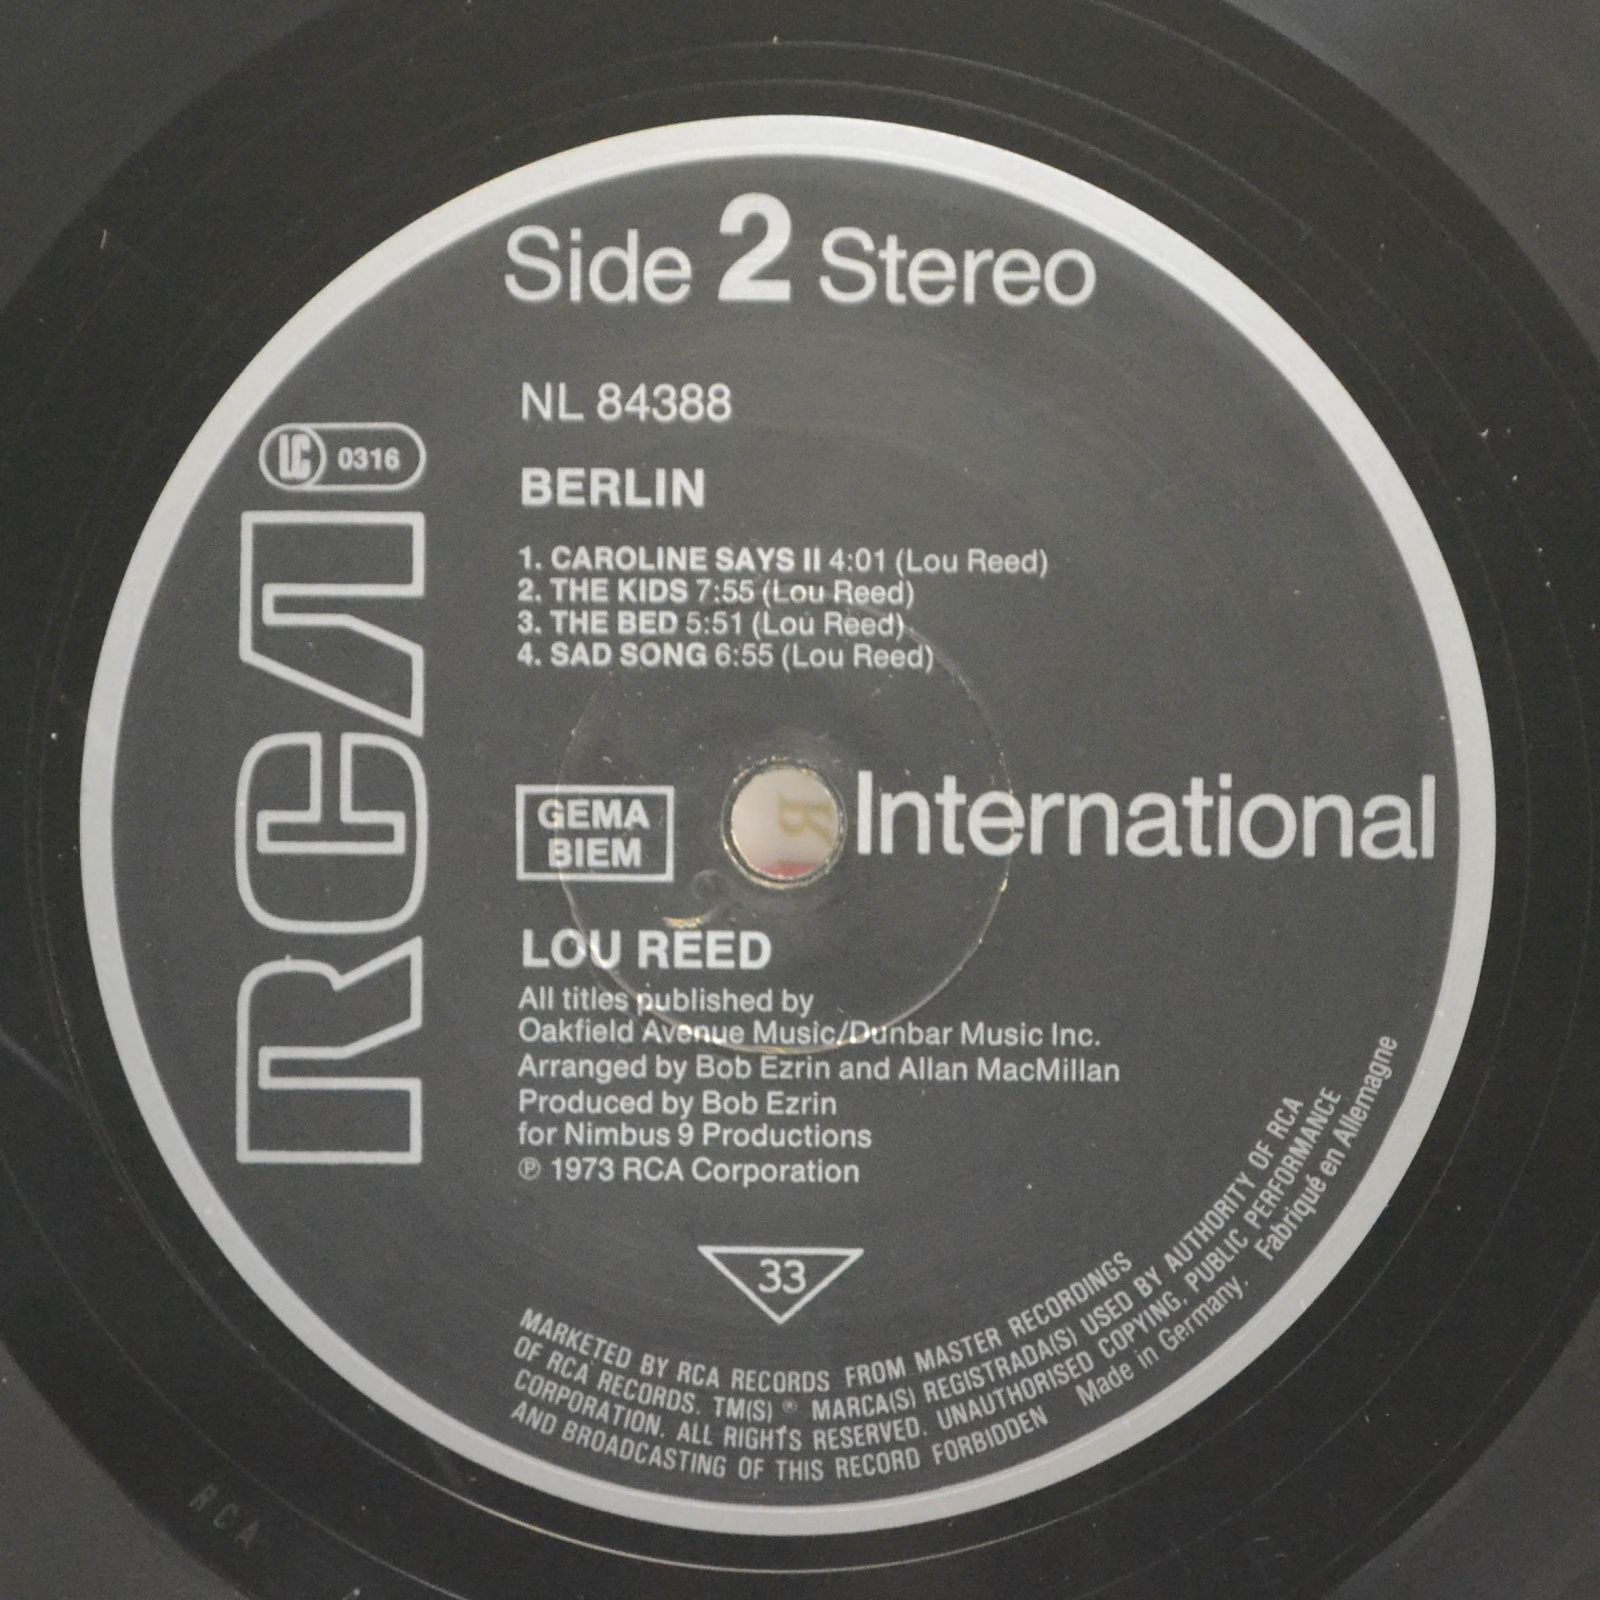 Side 2 Stereo
NL 84388
LC 0316
BERLIN
1. CAROLINE SAYS II 4:01 (Lou Reed)
2. THE KIDS 7:55 (Lou Reed)
3. THE BED 5:51 (Lou Reed)
4. SAD SONG 6:55 (Lou Reed)
RCA
GEMA
BIEM
International
LOU REED
All titles published by
Oakfield Avenue Music/Dunbar Music Inc.
Arranged by Bob Ezrin and Allan MacMillan
Produced by Bob Ezrin
for Nimbus 9 Productions
℗ 1973 RCA Corporation
33
MARKETED BY RCA RECORDS FROM MASTER RECORDINGS
OF RCA RECORDS. TM(S) ® MARCA(S) REGISTRADA(S) USED BY AUTHORITY OF RCA
CORPORATION. ALL RIGHTS RESERVED. UNAUTHORISED COPYING, PUBLIC PERFORMANCE
AND BROADCASTING OF THIS RECORD FORBIDDEN Made in Germany. Fabriqué en Allemagne
RCA